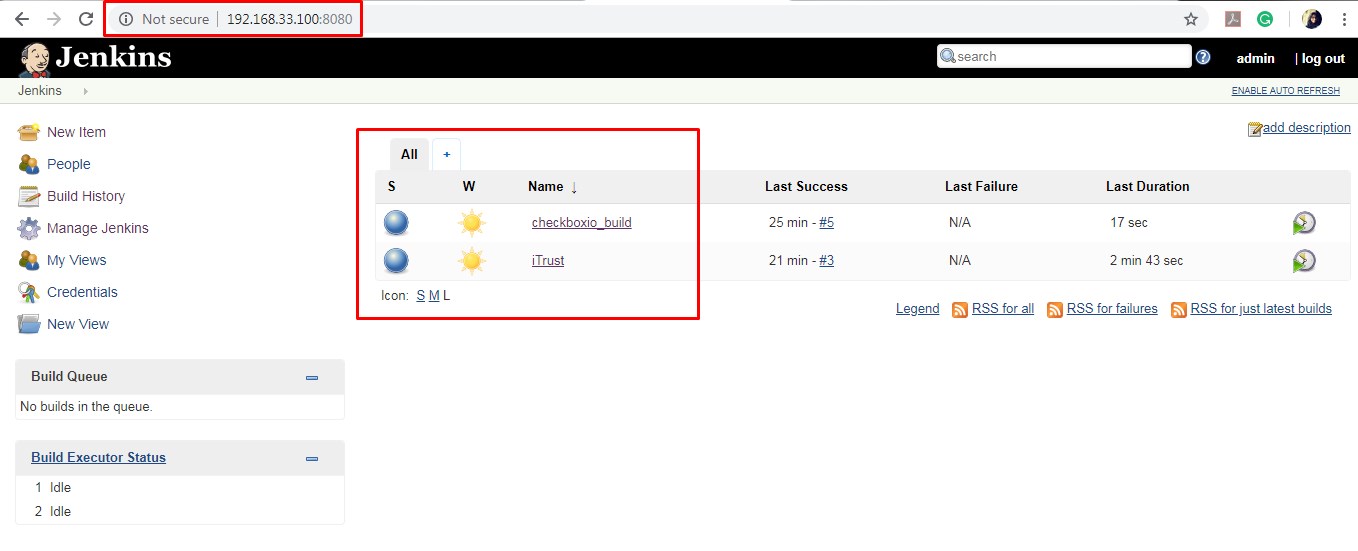 Not secure | 192.168.33.100:8080
Jenkins
search
admin | log out
Jenkins
ENABLE AUTO REFRESH
New Item
People
Build History
Manage Jenkins
My Views
Credentials
New View
Build Queue
No builds in the queue.
Build Executor Status
1 Idle
2 Idle
add description
All +
S W Name ↓ Last Success Last Failure Last Duration
checkboxio_build 25 min - #5 N/A 17 sec
iTrust 21 min - #3 N/A 2 min 43 sec
Icon: S M L
Legend RSS for all RSS for failures RSS for just latest builds